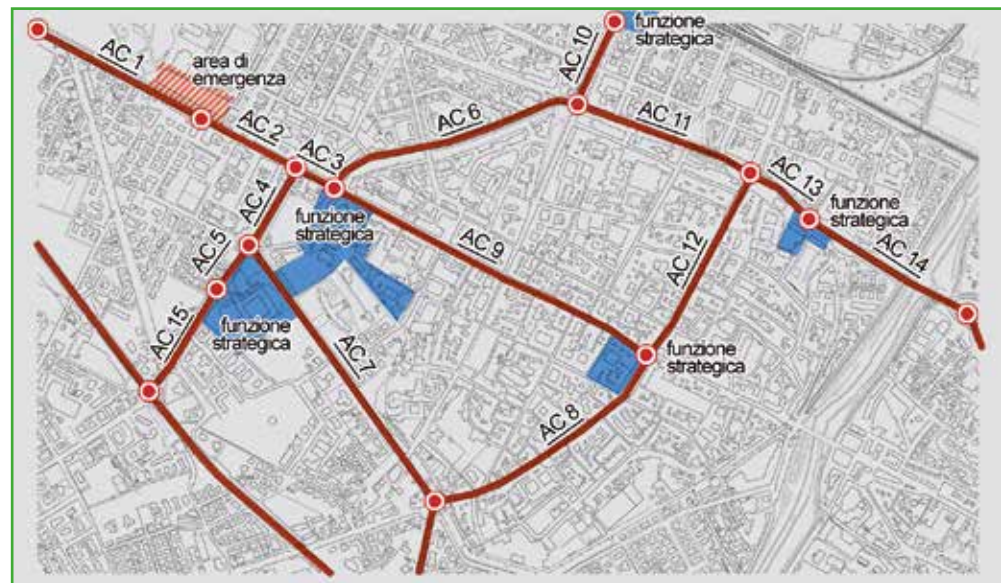 AC 1
area di
emergenza
AC 2
AC 3
AC 4
AC 5
AC 15
funzione
strategica
funzione
strategica
AC 6
AC 7
AC 8
AC 9
AC 10
funzione
strategica
AC 11
AC 12
AC 13
funzione
strategica
AC 14
funzione
strategica